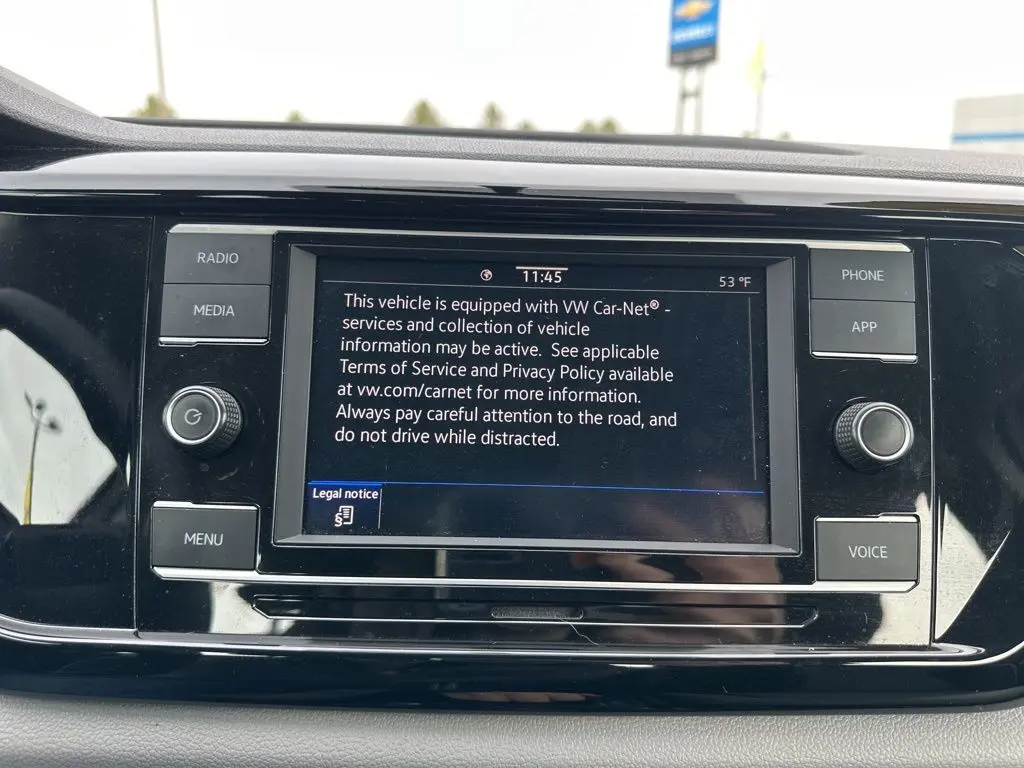 CHEVROLET
RADIO
MEDIA
MENU
11:45
53 °F
This vehicle is equipped with VW Car-Net® -
services and collection of vehicle
information may be active. See applicable
Terms of Service and Privacy Policy available
at vw.com/carnet for more information.
Always pay careful attention to the road, and
do not drive while distracted.
Legal notice
§
PHONE
APP
VOICE